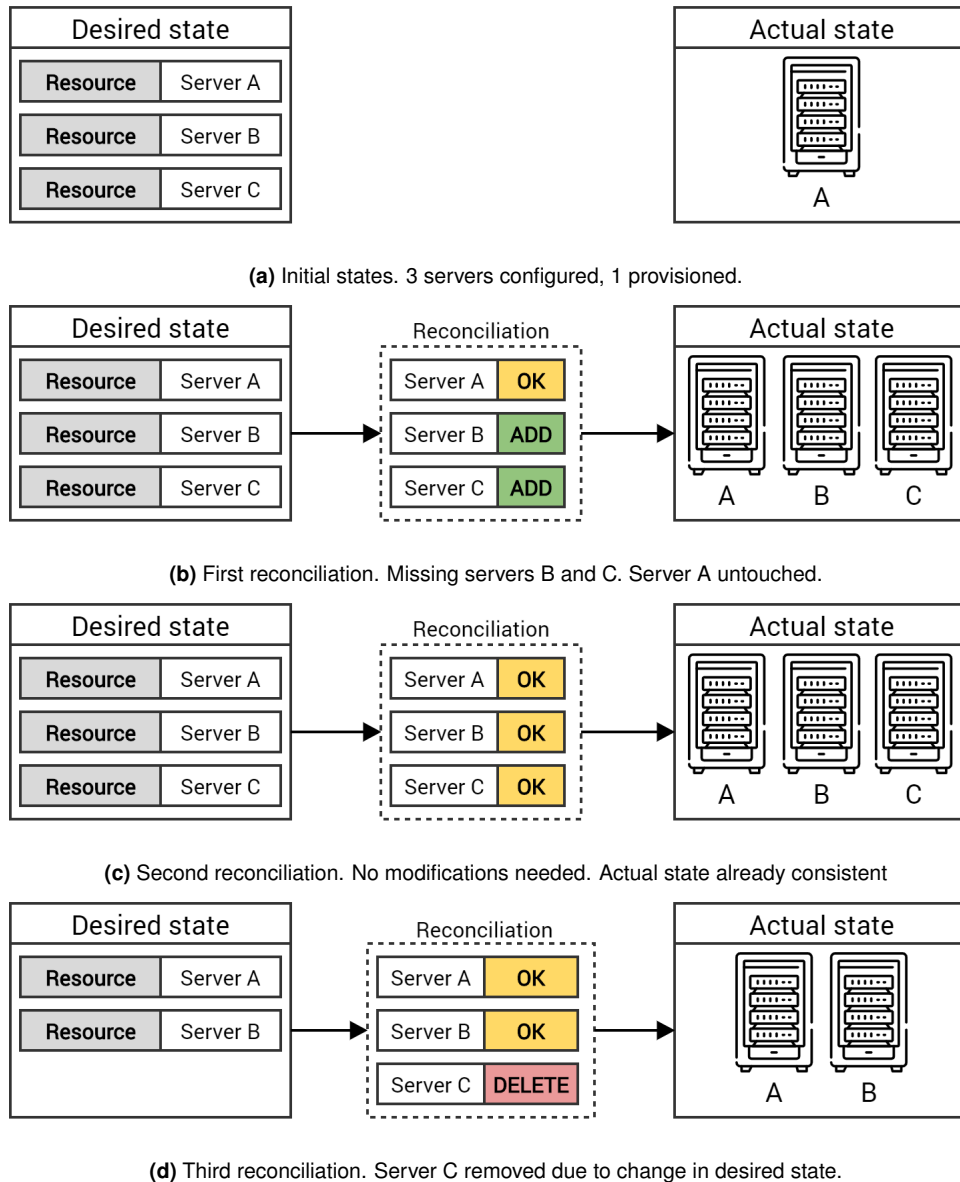 Desired state
Resource Server A
Resource Server B
Resource Server C
Actual state
A
(a) Initial states. 3 servers configured, 1 provisioned.
Desired state
Resource Server A
Resource Server B
Resource Server C
Reconciliation
Server A OK
Server B ADD
Server C ADD
Actual state
A B C
(b) First reconciliation. Missing servers B and C. Server A untouched.
Desired state
Resource Server A
Resource Server B
Resource Server C
Reconciliation
Server A OK
Server B OK
Server C OK
Actual state
A B C
(c) Second reconciliation. No modifications needed. Actual state already consistent
Desired state
Resource Server A
Resource Server B
Reconciliation
Server A OK
Server B OK
Server C DELETE
Actual state
A B
(d) Third reconciliation. Server C removed due to change in desired state.